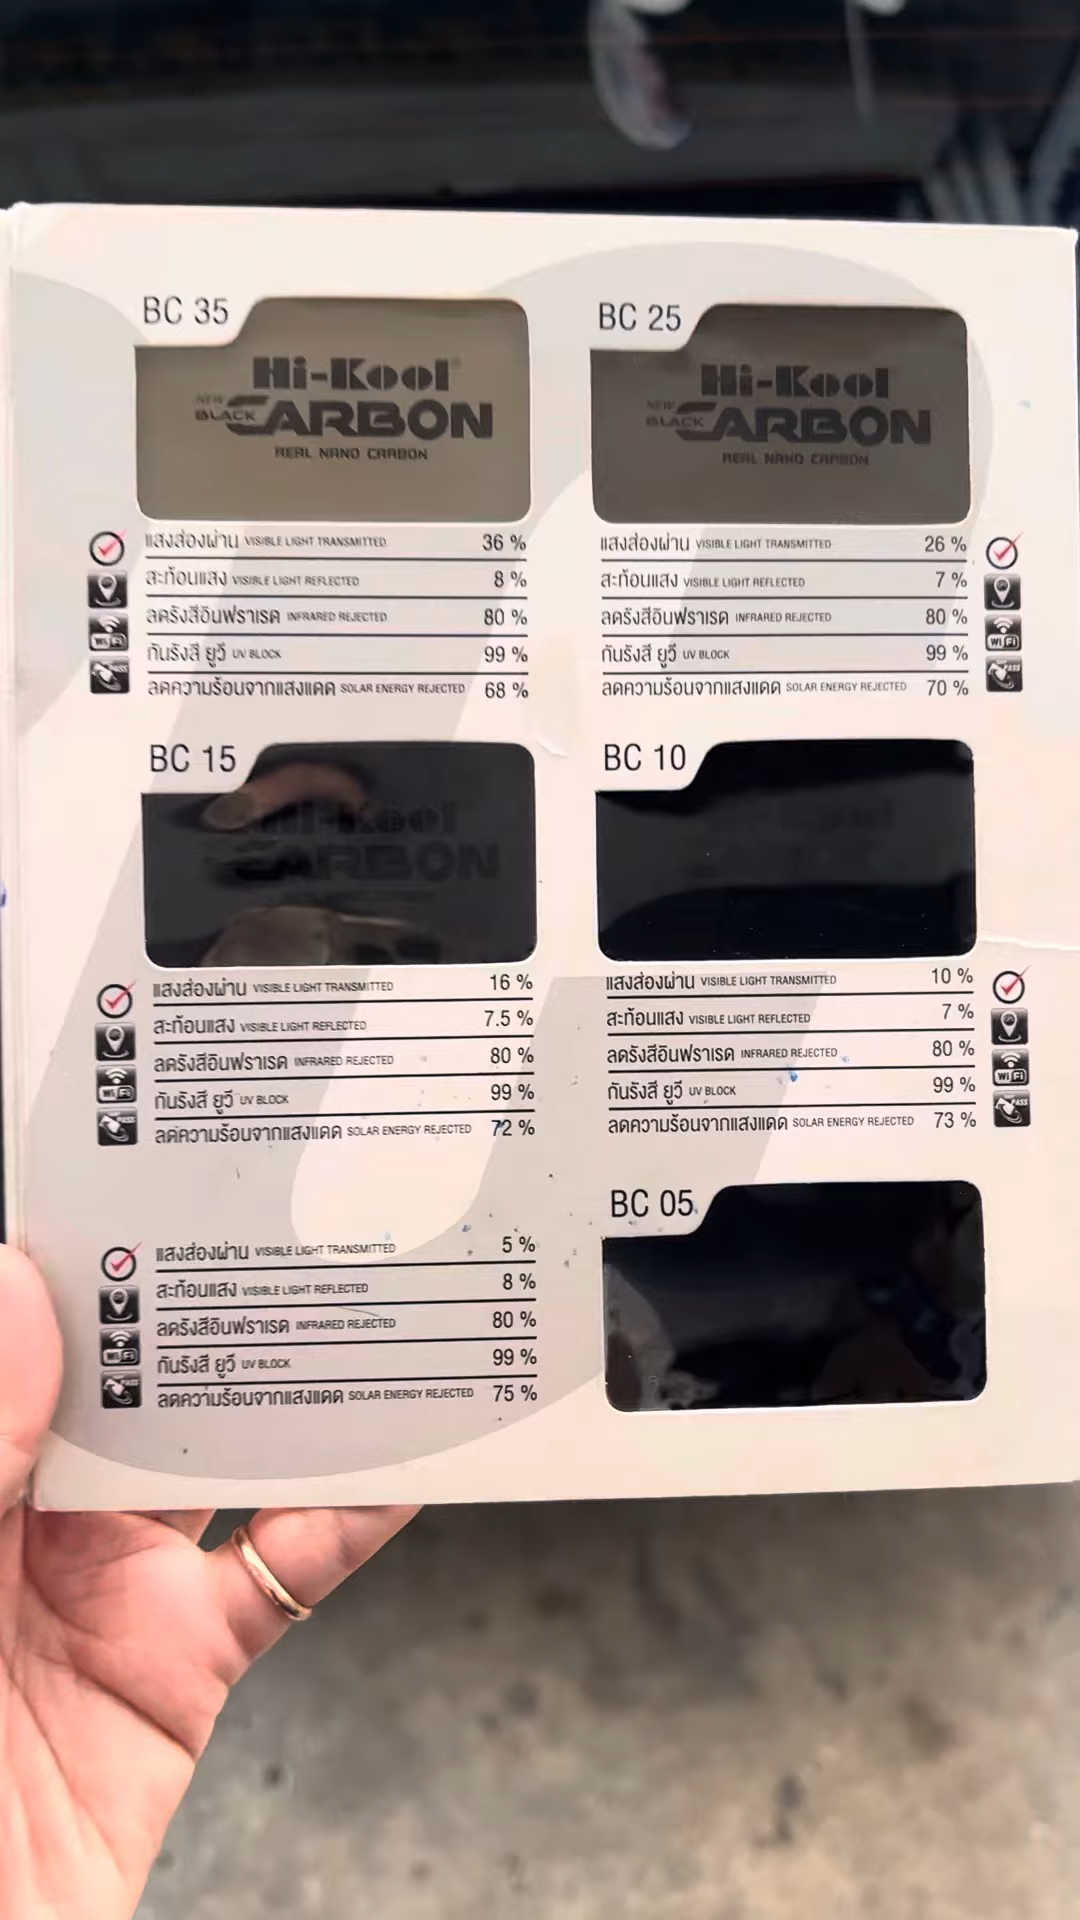 BC 35
Hi-Kool
NEW BLACK CARBON
REAL NANO CARBON
แสงส่องผ่าน VISIBLE LIGHT TRANSMITTED 36 %
สะท้อนแสง VISIBLE LIGHT REFLECTED 8 %
ลดรังสีอินฟราเรด INFRARED REJECTED 80 %
กันรังสี ยูวี UV BLOCK 99 %
ลดความร้อนจากแสงแดด SOLAR ENERGY REJECTED 68 %
WiFi
PASS
BC 25
Hi-Kool
NEW BLACK CARBON
REAL NANO CARBON
แสงส่องผ่าน VISIBLE LIGHT TRANSMITTED 26 %
สะท้อนแสง VISIBLE LIGHT REFLECTED 7 %
ลดรังสีอินฟราเรด INFRARED REJECTED 80 %
กันรังสี ยูวี UV BLOCK 99 %
ลดความร้อนจากแสงแดด SOLAR ENERGY REJECTED 70 %
WiFi
PASS
BC 15
Hi-Kool
CARBON
แสงส่องผ่าน VISIBLE LIGHT TRANSMITTED 16 %
สะท้อนแสง VISIBLE LIGHT REFLECTED 7.5 %
ลดรังสีอินฟราเรด INFRARED REJECTED 80 %
กันรังสี ยูวี UV BLOCK 99 %
ลดความร้อนจากแสงแดด SOLAR ENERGY REJECTED 72 %
WiFi
PASS
BC 10
Hi-Kool
แสงส่องผ่าน VISIBLE LIGHT TRANSMITTED 10 %
สะท้อนแสง VISIBLE LIGHT REFLECTED 7 %
ลดรังสีอินฟราเรด INFRARED REJECTED 80 %
กันรังสี ยูวี UV BLOCK 99 %
ลดความร้อนจากแสงแดด SOLAR ENERGY REJECTED 73 %
WiFi
PASS
แสงส่องผ่าน VISIBLE LIGHT TRANSMITTED 5 %
สะท้อนแสง VISIBLE LIGHT REFLECTED 8 %
ลดรังสีอินฟราเรด INFRARED REJECTED 80 %
กันรังสี ยูวี UV BLOCK 99 %
ลดความร้อนจากแสงแดด SOLAR ENERGY REJECTED 75 %
WiFi
PASS
BC 05